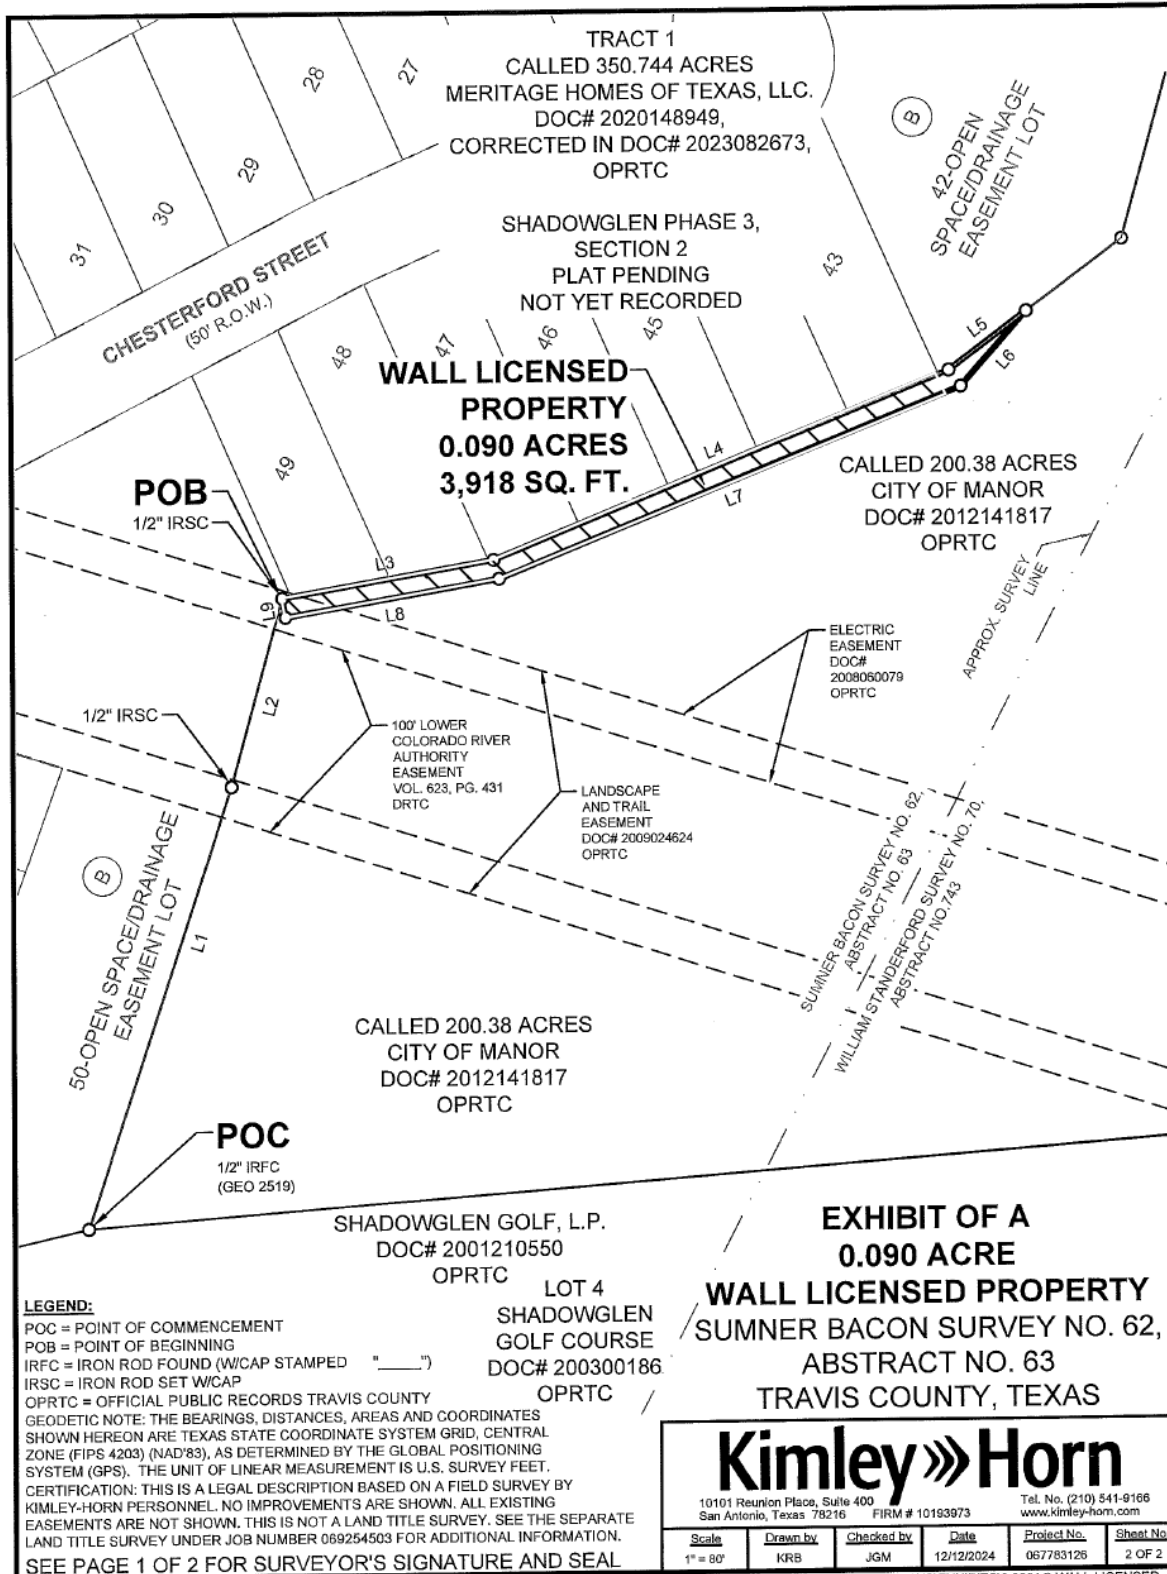 TRACT 1
CALLED 350.744 ACRES
MERITAGE HOMES OF TEXAS, LLC.
DOC# 2020148949,
CORRECTED IN DOC# 2023082673,
OPRTC
28
27
29
30
31
B
42-OPEN
SPACE/DRAINAGE
EASEMENT LOT
SHADOWGLEN PHASE 3,
SECTION 2
PLAT PENDING
NOT YET RECORDED
CHESTERFORD STREET
(50' R.O.W.)
43
45
46
47
48
49
L5
L6
WALL LICENSED
PROPERTY
0.090 ACRES
3,918 SQ. FT.
L4
L7
POB
1/2" IRSC
CALLED 200.38 ACRES
CITY OF MANOR
DOC# 2012141817
OPRTC
L3
L8
L9
APPROX. SURVEY
LINE
ELECTRIC
EASEMENT
DOC#
2008060079
OPRTC
L2
1/2" IRSC
100' LOWER
COLORADO RIVER
AUTHORITY
EASEMENT
VOL. 623, PG. 431
DRTC
LANDSCAPE
AND TRAIL
EASEMENT
DOC# 2009024624
OPRTC
SUMNER BACON SURVEY NO. 62,
ABSTRACT NO. 63
WILLIAM STANDERFORD SURVEY NO. 70,
ABSTRACT NO.743
B
50-OPEN SPACE/DRAINAGE
EASEMENT LOT
L1
CALLED 200.38 ACRES
CITY OF MANOR
DOC# 2012141817
OPRTC
POC
1/2" IRFC
(GEO 2519)
SHADOWGLEN GOLF, L.P.
DOC# 2001210550
OPRTC
LOT 4
SHADOWGLEN
GOLF COURSE
DOC# 200300186
OPRTC
EXHIBIT OF A
0.090 ACRE
WALL LICENSED PROPERTY
SUMNER BACON SURVEY NO. 62,
ABSTRACT NO. 63
TRAVIS COUNTY, TEXAS
LEGEND:
POC = POINT OF COMMENCEMENT
POB = POINT OF BEGINNING
IRFC = IRON ROD FOUND (W/CAP STAMPED "_____")
IRSC = IRON ROD SET W/CAP
OPRTC = OFFICIAL PUBLIC RECORDS TRAVIS COUNTY
GEODETIC NOTE: THE BEARINGS, DISTANCES, AREAS AND COORDINATES
SHOWN HEREON ARE TEXAS STATE COORDINATE SYSTEM GRID, CENTRAL
ZONE (FIPS 4203) (NAD'83), AS DETERMINED BY THE GLOBAL POSITIONING
SYSTEM (GPS). THE UNIT OF LINEAR MEASUREMENT IS U.S. SURVEY FEET.
CERTIFICATION: THIS IS A LEGAL DESCRIPTION BASED ON A FIELD SURVEY BY
KIMLEY-HORN PERSONNEL. NO IMPROVEMENTS ARE SHOWN. ALL EXISTING
EASEMENTS ARE NOT SHOWN. THIS IS NOT A LAND TITLE SURVEY. SEE THE SEPARATE
LAND TITLE SURVEY UNDER JOB NUMBER 069254503 FOR ADDITIONAL INFORMATION.
SEE PAGE 1 OF 2 FOR SURVEYOR'S SIGNATURE AND SEAL
Kimley»Horn
10101 Reunion Place, Suite 400
San Antonio, Texas 78216 FIRM # 10193973
Tel. No. (210) 541-9166
www.kimley-horn.com
Scale Drawn by Checked by Date Project No. Sheet No.
1" = 80' KRB JGM 12/12/2024 067783126 2 OF 2